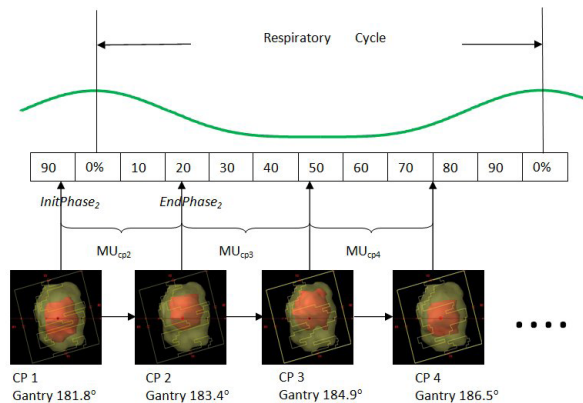 Respiratory Cycle
90 0% 10 20 30 40 50 60 70 80 90 0%
InitPhase2 EndPhase2
MUcp2 MUcp3 MUcp4
CP 1 CP 2 CP 3 CP 4
Gantry 181.8° Gantry 183.4° Gantry 184.9° Gantry 186.5°